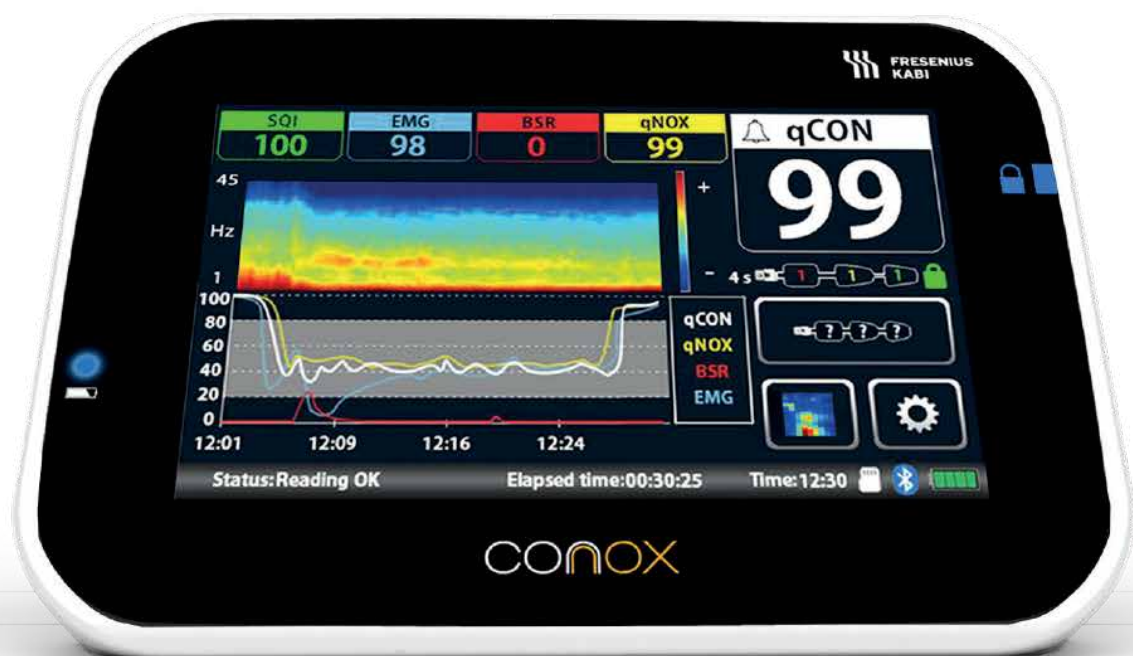 FRESENIUS
KABI
SQI
100
EMG
98
BSR
0
qNOX
99
qCON
99
45
Hz
1
+
-
4 s
1 1 1
100
80
60
40
20
0
qCON
qNOX
BSR
EMG
? ? ?
12:01 12:09 12:16 12:24
Status:Reading OK Elapsed time:00:30:25 Time:12:30
CONOX